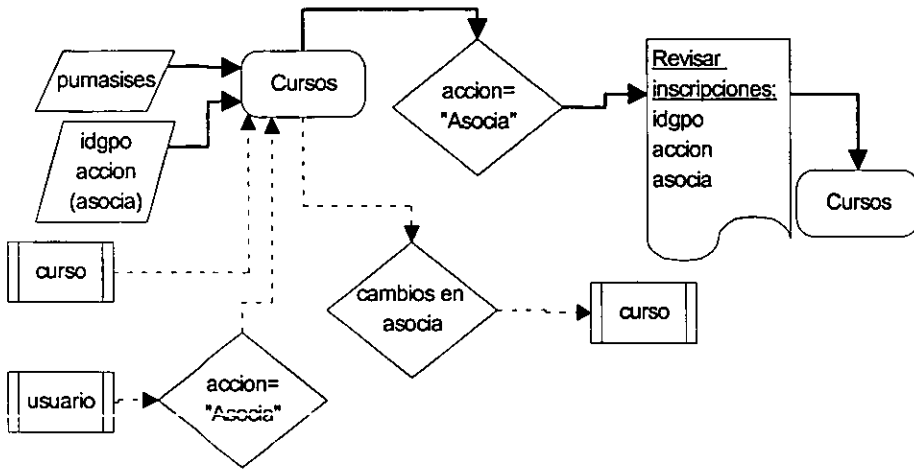 pumasises
idgpo
accion
(asocia)
Cursos
accion=
"Asocia"
Revisar
inscripciones:
idgpo
accion
asocia
Cursos
curso
usuario
accion=
"Asocia"
cambios en
asocia
curso